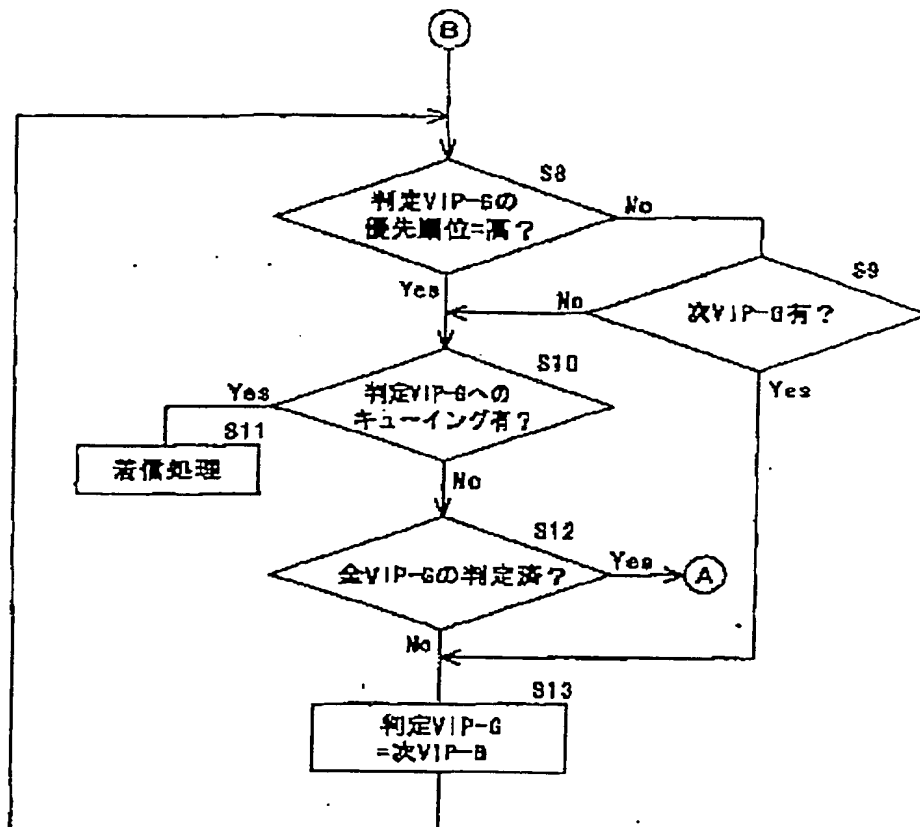 B
S8
判定VIP-Gの
優先順位=高?
No
Yes
S9
次VIP-G有?
No
Yes
S10
判定VIP-Gへの
キューイング有?
Yes
S11
着信処理
No
S12
全VIP-Gの判定済?
Yes
A
No
S13
判定VIP-G
=次VIP-G